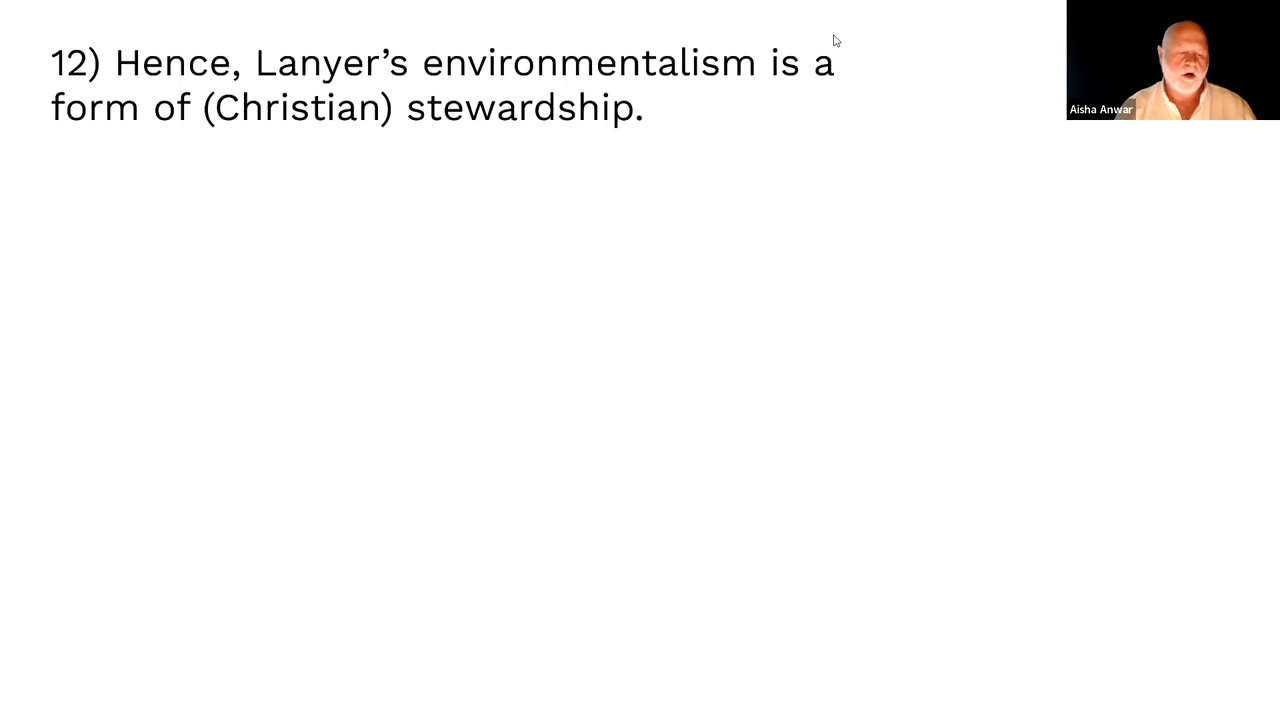 12) Hence, Lanyer’s environmentalism is a
form of (Christian) stewardship.
Aisha Anwar